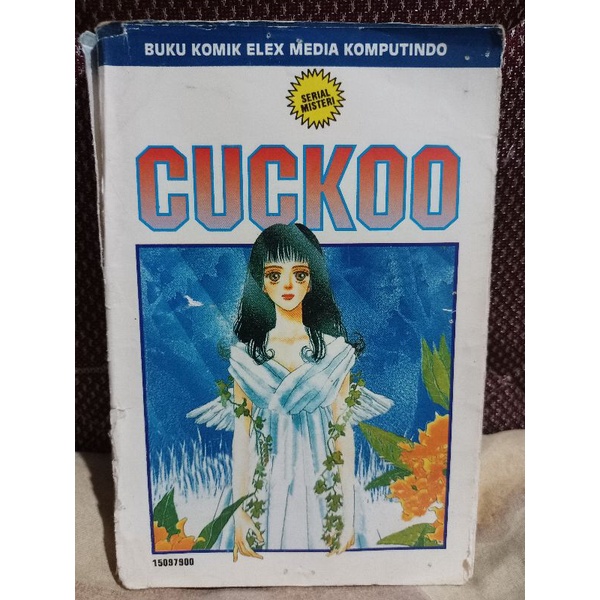 BUKU KOMIK ELEX MEDIA KOMPUTINDO
SERIAL
MISTERI
CUCKOO
15097900